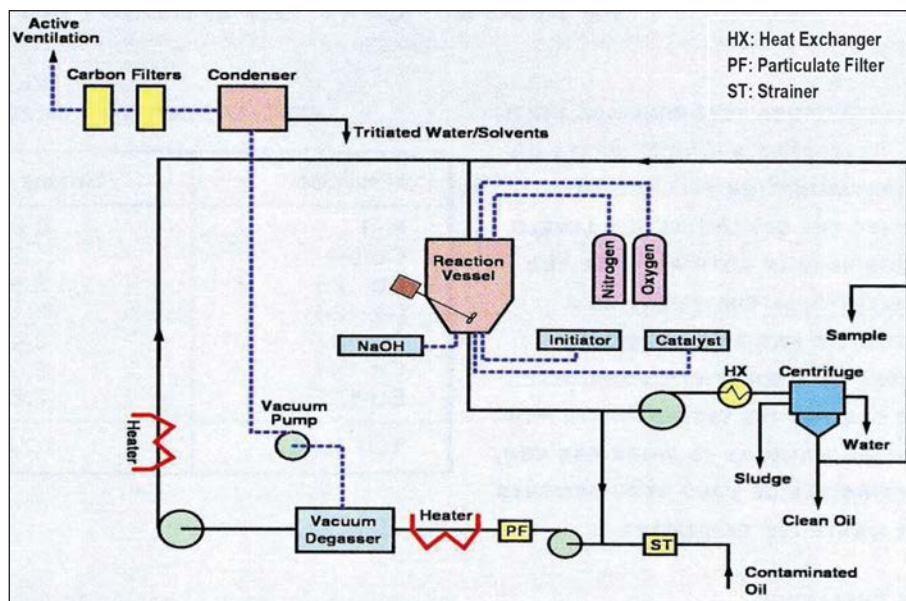 Active
Ventilation
Carbon Filters
Condenser
HX: Heat Exchanger
PF: Particulate Filter
ST: Strainer
Tritiated Water/Solvents
Reaction
Vessel
Nitrogen
Oxygen
Sample
NaOH
Initiator
Catalyst
HX
Centrifuge
Vacuum
Pump
Heater
Water
Sludge
Clean Oil
Vacuum
Degasser
Heater
PF
ST
Contaminated
Oil